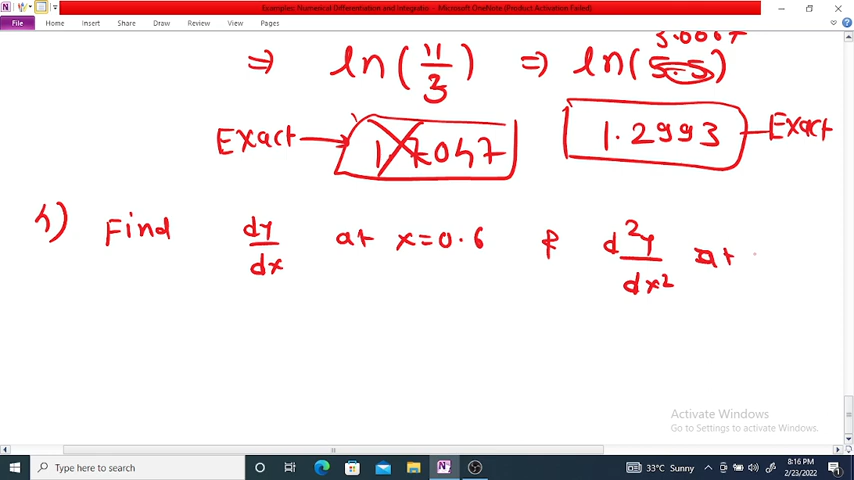 Examples: Numerical Differentiation and Integratio - Microsoft OneNote (Product Activation Failed)
File Home Insert Share Draw Review View Pages
⇒ ln(11/3) ⇒ ln(5.5)
Exact → 1.7047 1.2993 — Exact
4) Find dy/dx at x=0.6 & d²y/dx² at
Activate Windows
Go to Settings to activate Windows.
Type here to search
33°C Sunny
8:16 PM
2/23/2022